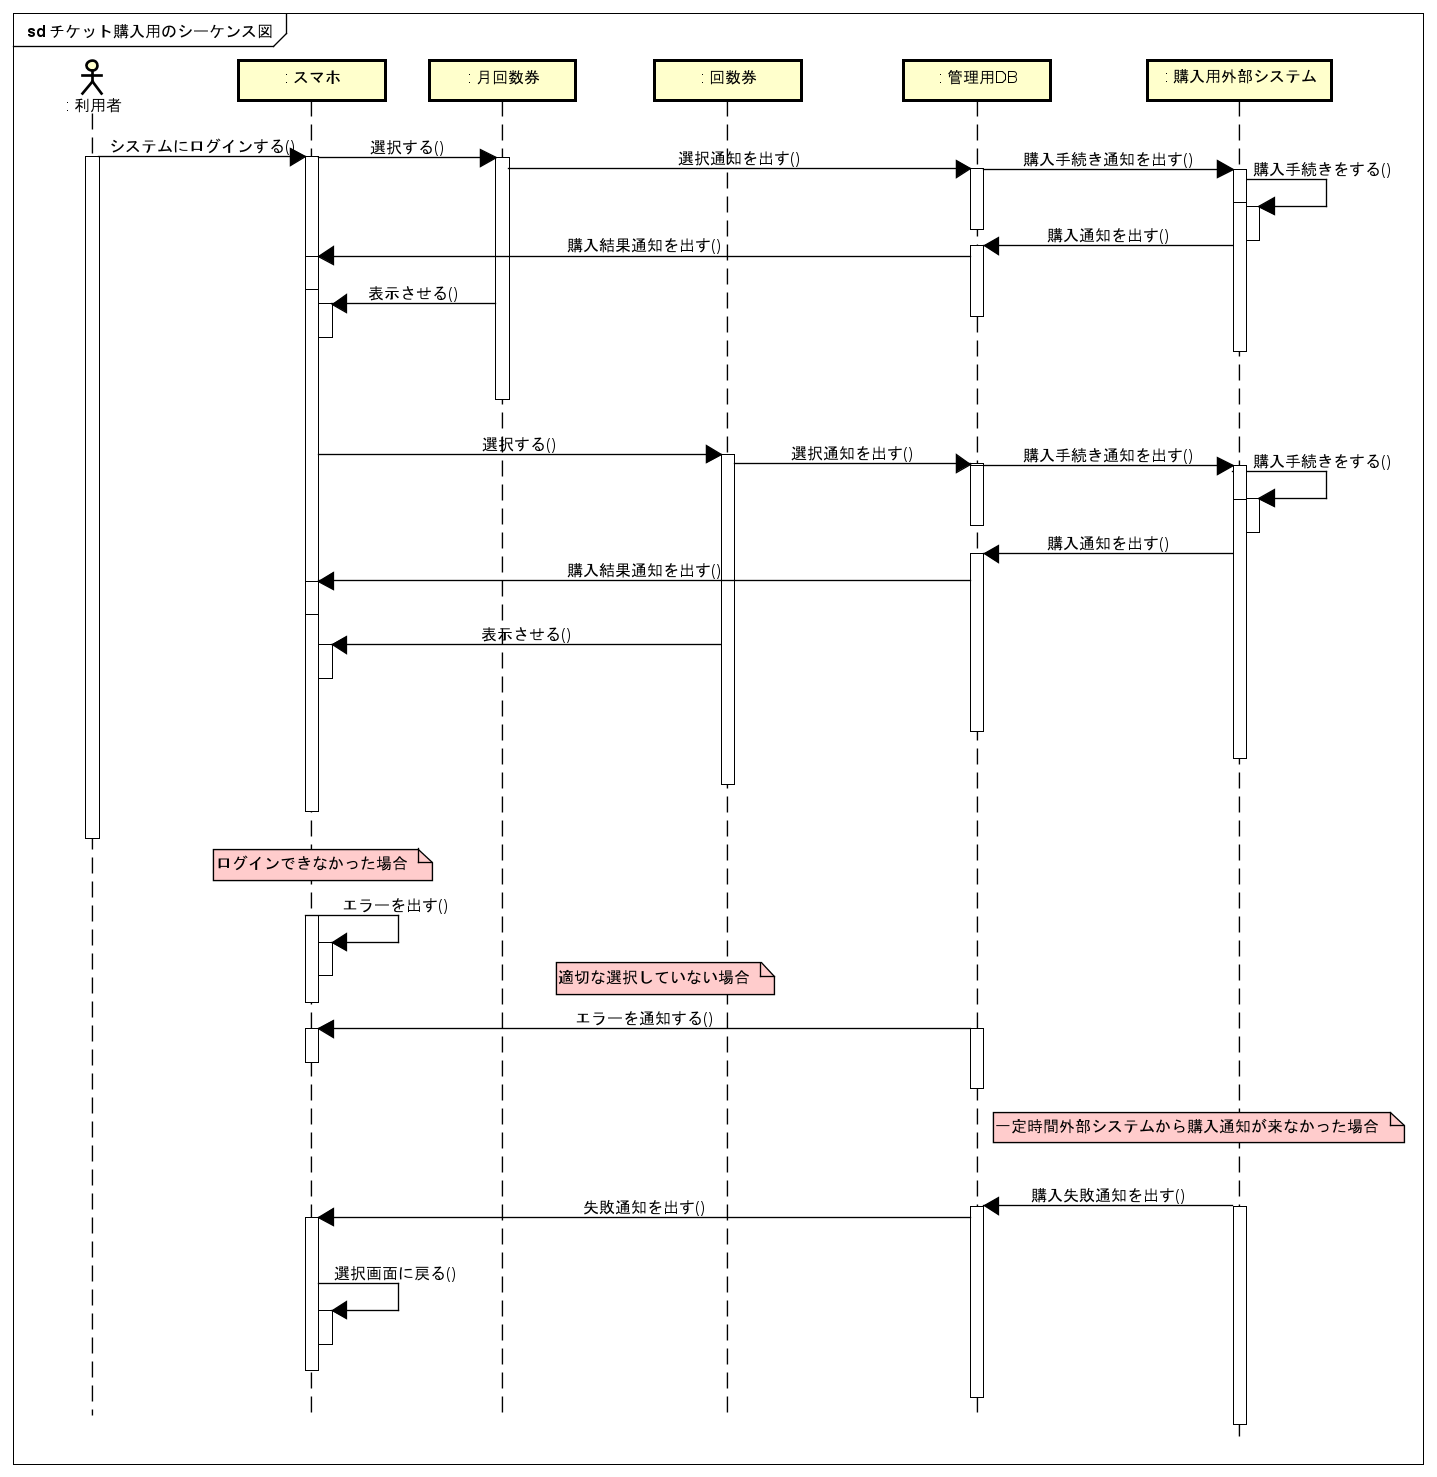 sd チケット購入用のシーケンス図
: 利用者
: スマホ
: 月回数券
: 回数券
: 管理用DB
: 購入用外部システム
システムにログインする()
選択する()
選択通知を出す()
購入手続き通知を出す()
購入手続きをする()
購入通知を出す()
購入結果通知を出す()
表示させる()
選択する()
選択通知を出す()
購入手続き通知を出す()
購入手続きをする()
購入通知を出す()
購入結果通知を出す()
表示させる()
ログインできなかった場合
エラーを出す()
適切な選択していない場合
エラーを通知する()
一定時間外部システムから購入通知が来なかった場合
購入失敗通知を出す()
失敗通知を出す()
選択画面に戻る()